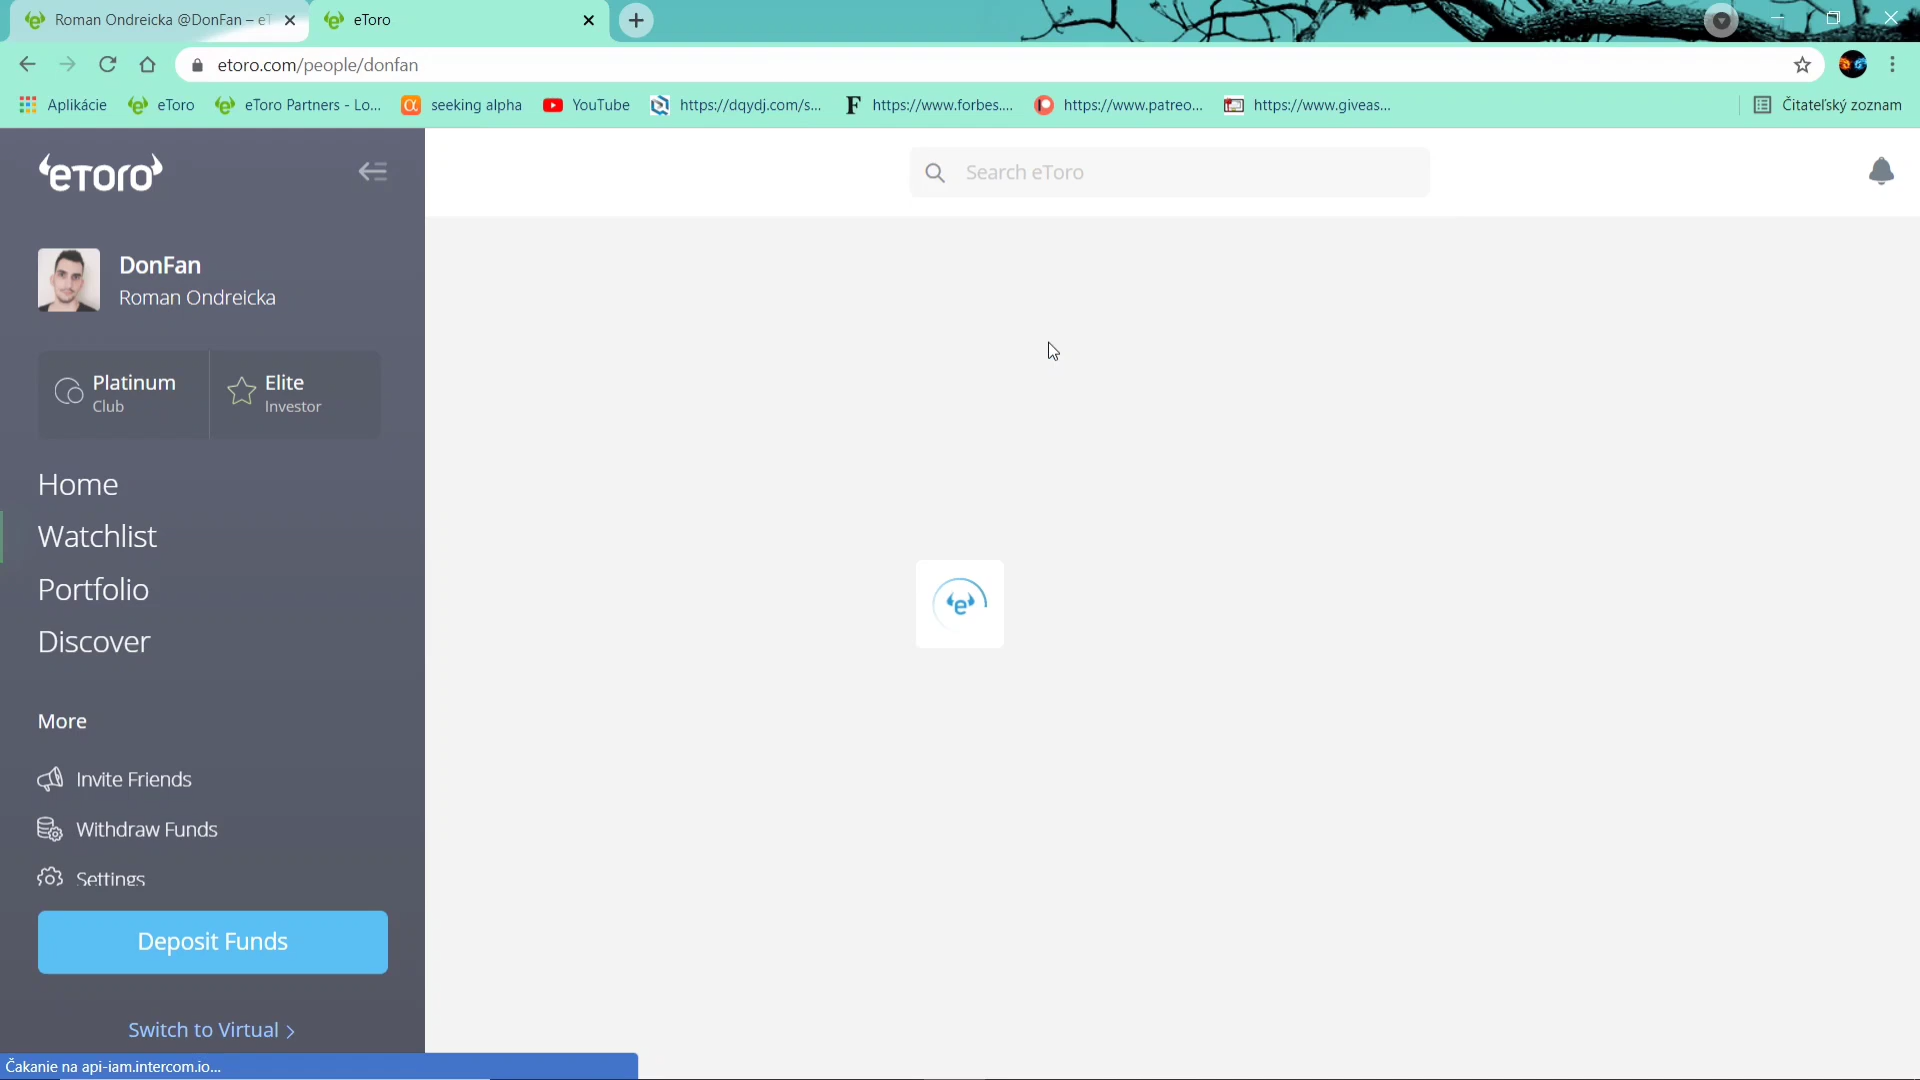 Roman Ondreicka @DonFan – eT
eToro
etoro.com/people/donfan
Aplikácie
eToro
eToro Partners - Lo...
seeking alpha
YouTube
https://dqydj.com/s...
https://www.forbes....
https://www.patreo...
https://www.giveas...
Čitateľský zoznam
eToro
Search eToro
DonFan
Roman Ondreicka
Platinum
Club
Elite
Investor
Home
Watchlist
Portfolio
Discover
More
Invite Friends
Withdraw Funds
Settings
Deposit Funds
Switch to Virtual >
Čakanie na api-iam.intercom.io...